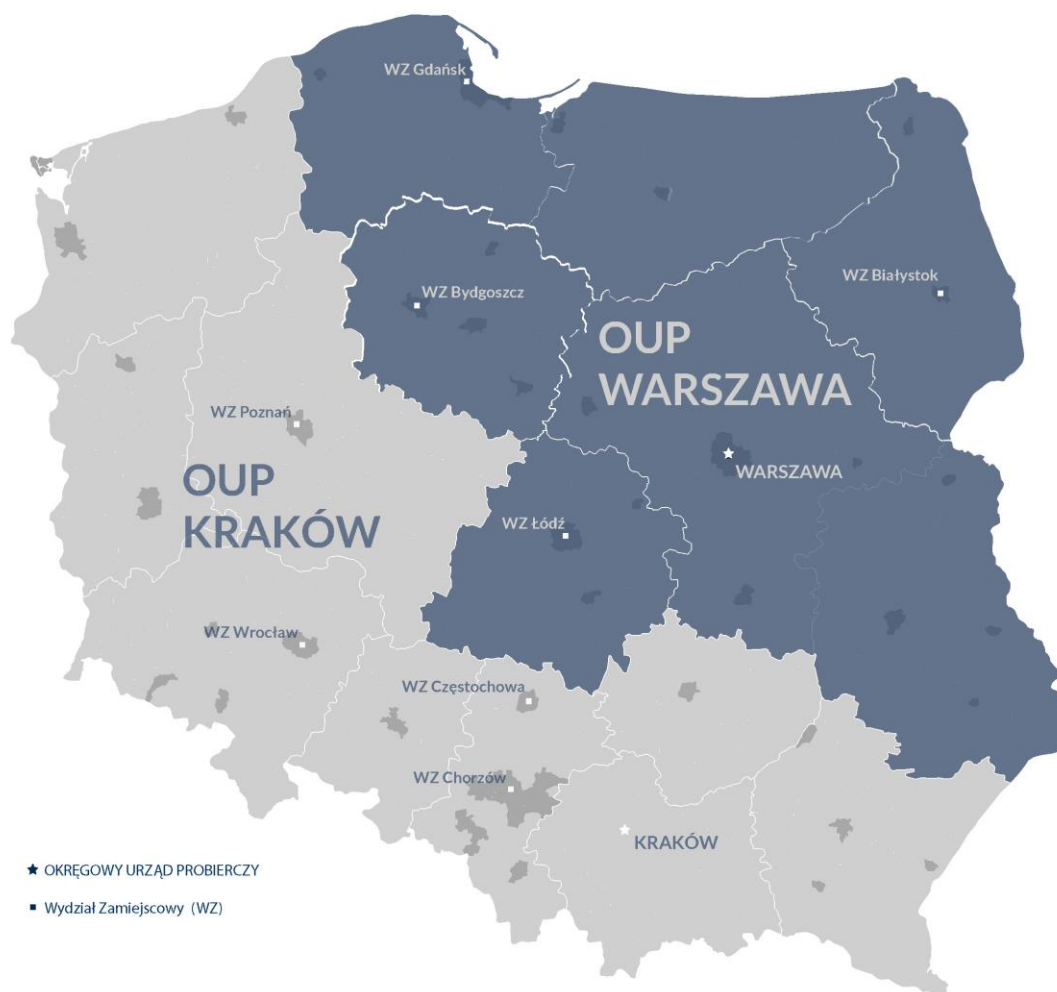 WZ Gdańsk
WZ Bydgoszcz
WZ Białystok
OUP
WARSZAWA
WZ Poznań
WARSZAWA
OUP
KRAKÓW
WZ Łódź
WZ Wrocław
WZ Częstochowa
WZ Chorzów
KRAKÓW
OKRĘGOWY URZĄD PROBIERCZY
Wydział Zamiejscowy (WZ)